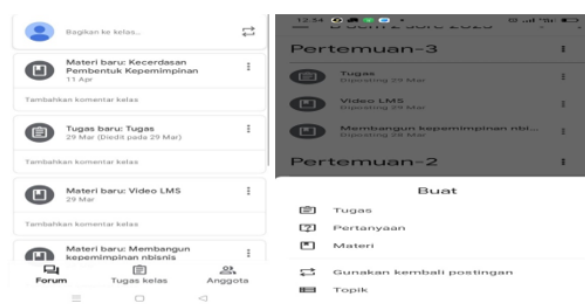 Bagikan ke kelas...
Materi baru: Kecerdasan
Pembentuk Kepemimpinan
11 Apr
Tambahkan komentar kelas
Tugas baru: Tugas
29 Mar (Diedit pada 29 Mar)
Tambahkan komentar kelas
Materi baru: Video LMS
29 Mar
Tambahkan komentar kelas
Materi baru: Membangun
kepemimpinan nbisnis
Forum
Tugas kelas
Anggota
12.54
Pertemuan-3
Tugas
Diposting 29 Mar
Video LMS
Diposting 29 Mar
Membangun kepemimpinan nbi...
Diposting 28 Mar
Pertemuan-2
Buat
Tugas
Pertanyaan
Materi
Gunakan kembali postingan
Topik